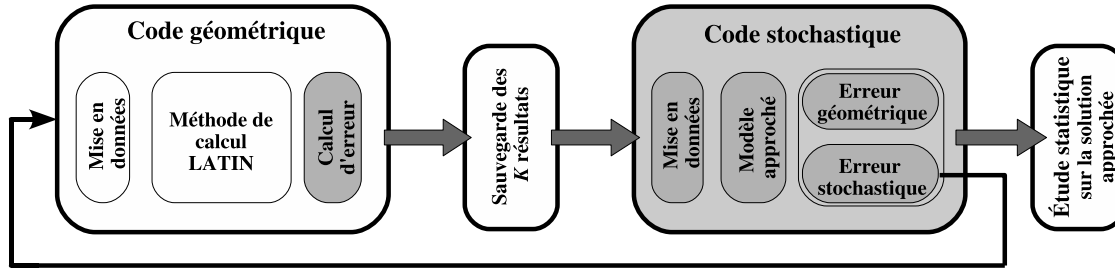 Code géométrique
Mise en
données
Méthode de
calcul
LATIN
Calcul
d'erreur
Sauvegarde des
K résultats
Code stochastique
Mise en
données
Modèle
approché
Erreur
géométrique
Erreur
stochastique
Étude statistique
sur la solution
approchée